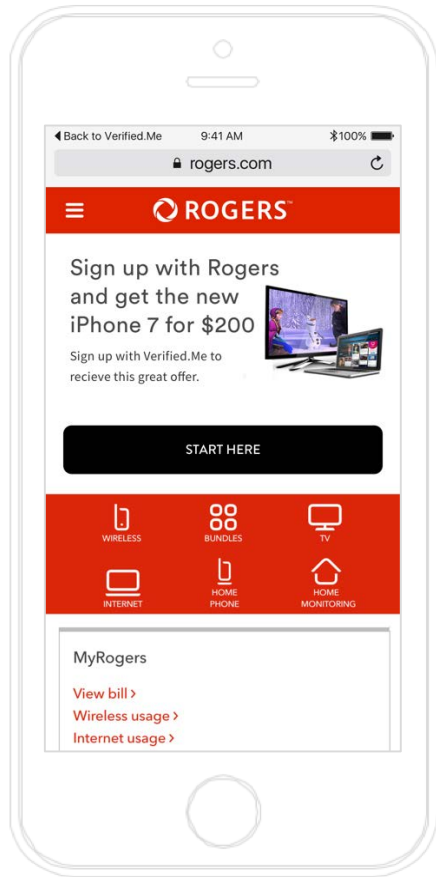 Back to Verified.Me 9:41 AM 100%
rogers.com
ROGERS™
Sign up with Rogers
and get the new
iPhone 7 for $200
Sign up with Verified.Me to
recieve this great offer.
START HERE
WIRELESS BUNDLES TV
INTERNET HOME PHONE HOME MONITORING
MyRogers
View bill >
Wireless usage >
Internet usage >